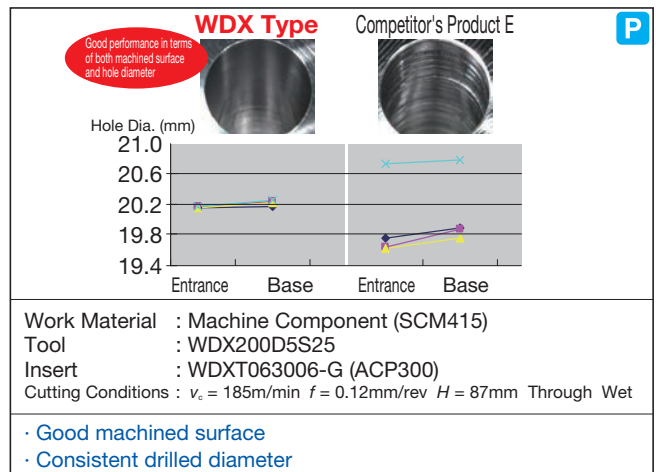 WDX Type
Competitor's Product E
P
Good performance in terms
of both machined surface
and hole diameter
Hole Dia. (mm)
21.0
20.6
20.2
19.8
19.4
Entrance Base Entrance Base
Work Material : Machine Component (SCM415)
Tool : WDX200D5S25
Insert : WDXT063006-G (ACP300)
Cutting Conditions : vc = 185m/min f = 0.12mm/rev H = 87mm Through Wet
· Good machined surface
· Consistent drilled diameter